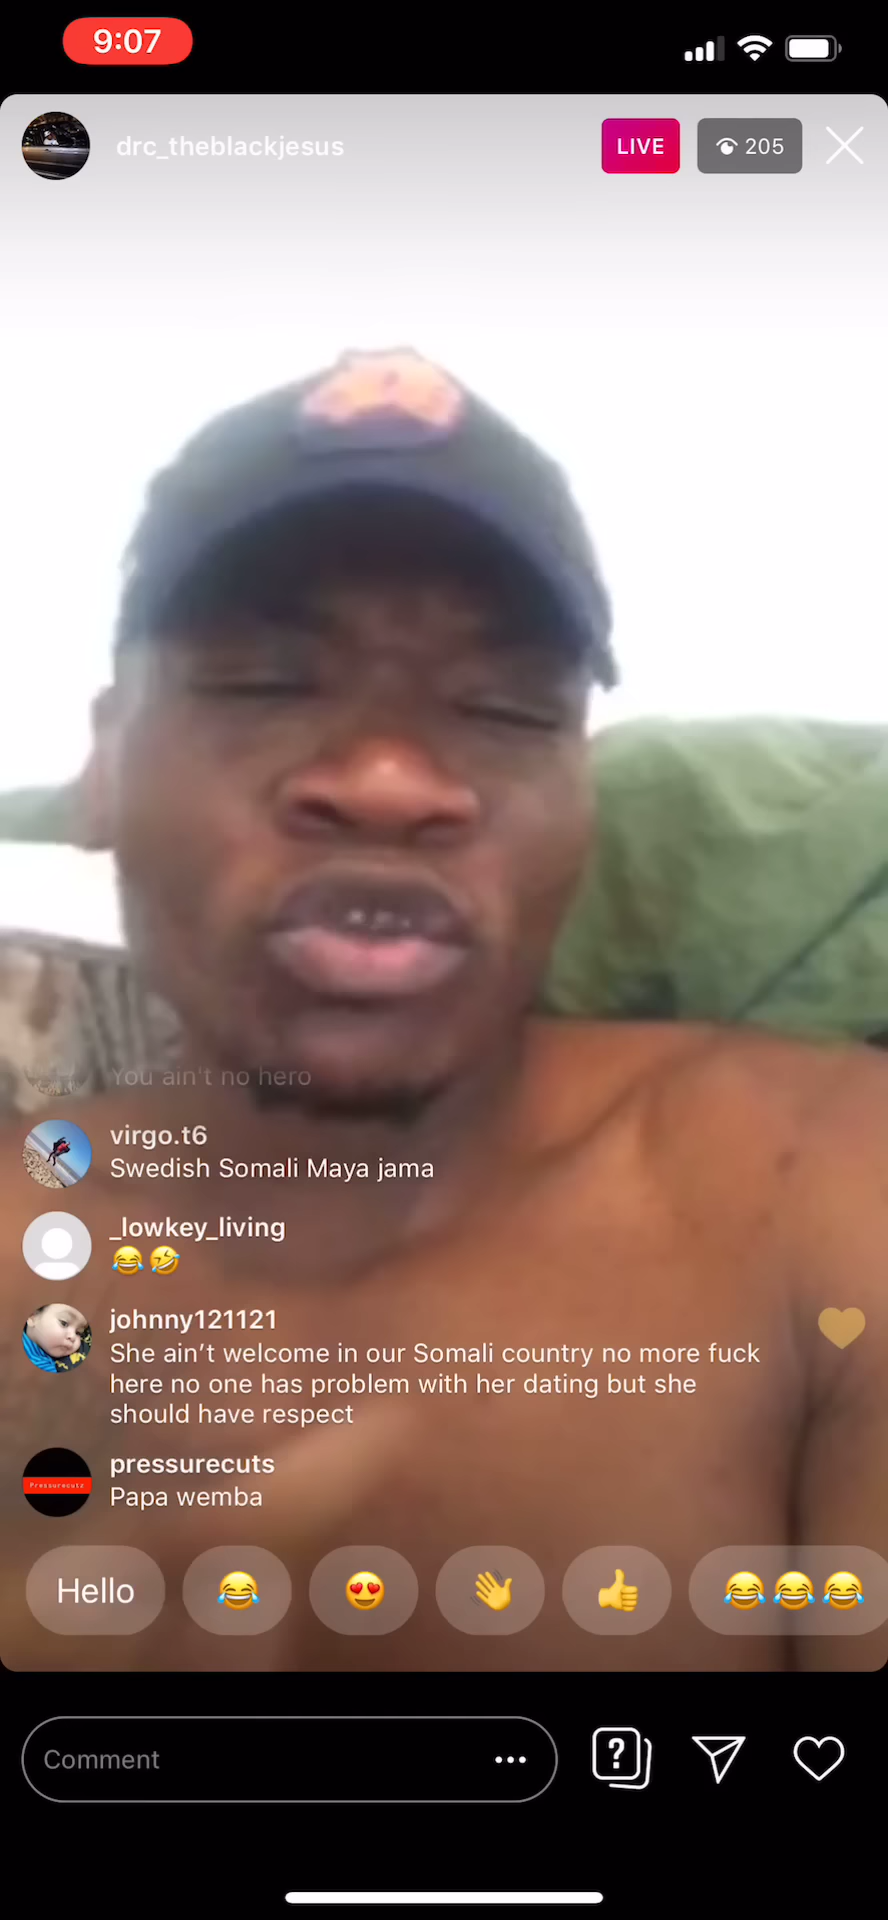 9:07
drc_theblackjesus
LIVE
205
You ain't no hero
virgo.t6
Swedish Somali Maya jama
_lowkey_living
😂🤣
johnny121121
She ain’t welcome in our Somali country no more fuck
here no one has problem with her dating but she
should have respect
pressurecuts
Pressurecutz
Papa wemba
Hello
😂 😍 👋 👍 😂😂😂
Comment